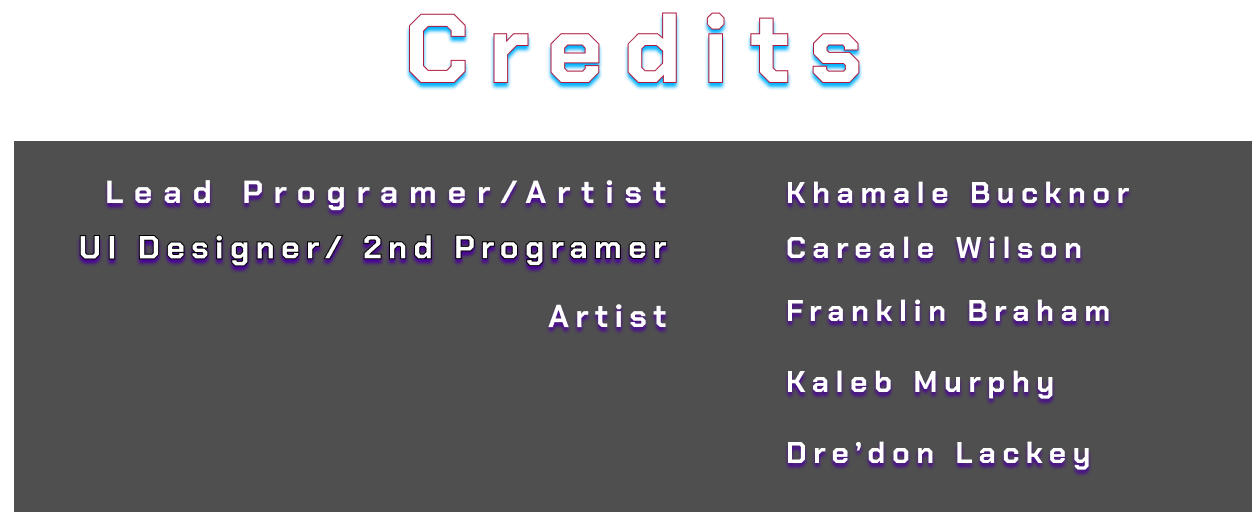 Credits
Lead Programer/Artist Khamale Bucknor
UI Designer/ 2nd Programer Careale Wilson
Artist Franklin Braham
Kaleb Murphy
Dre’don Lackey